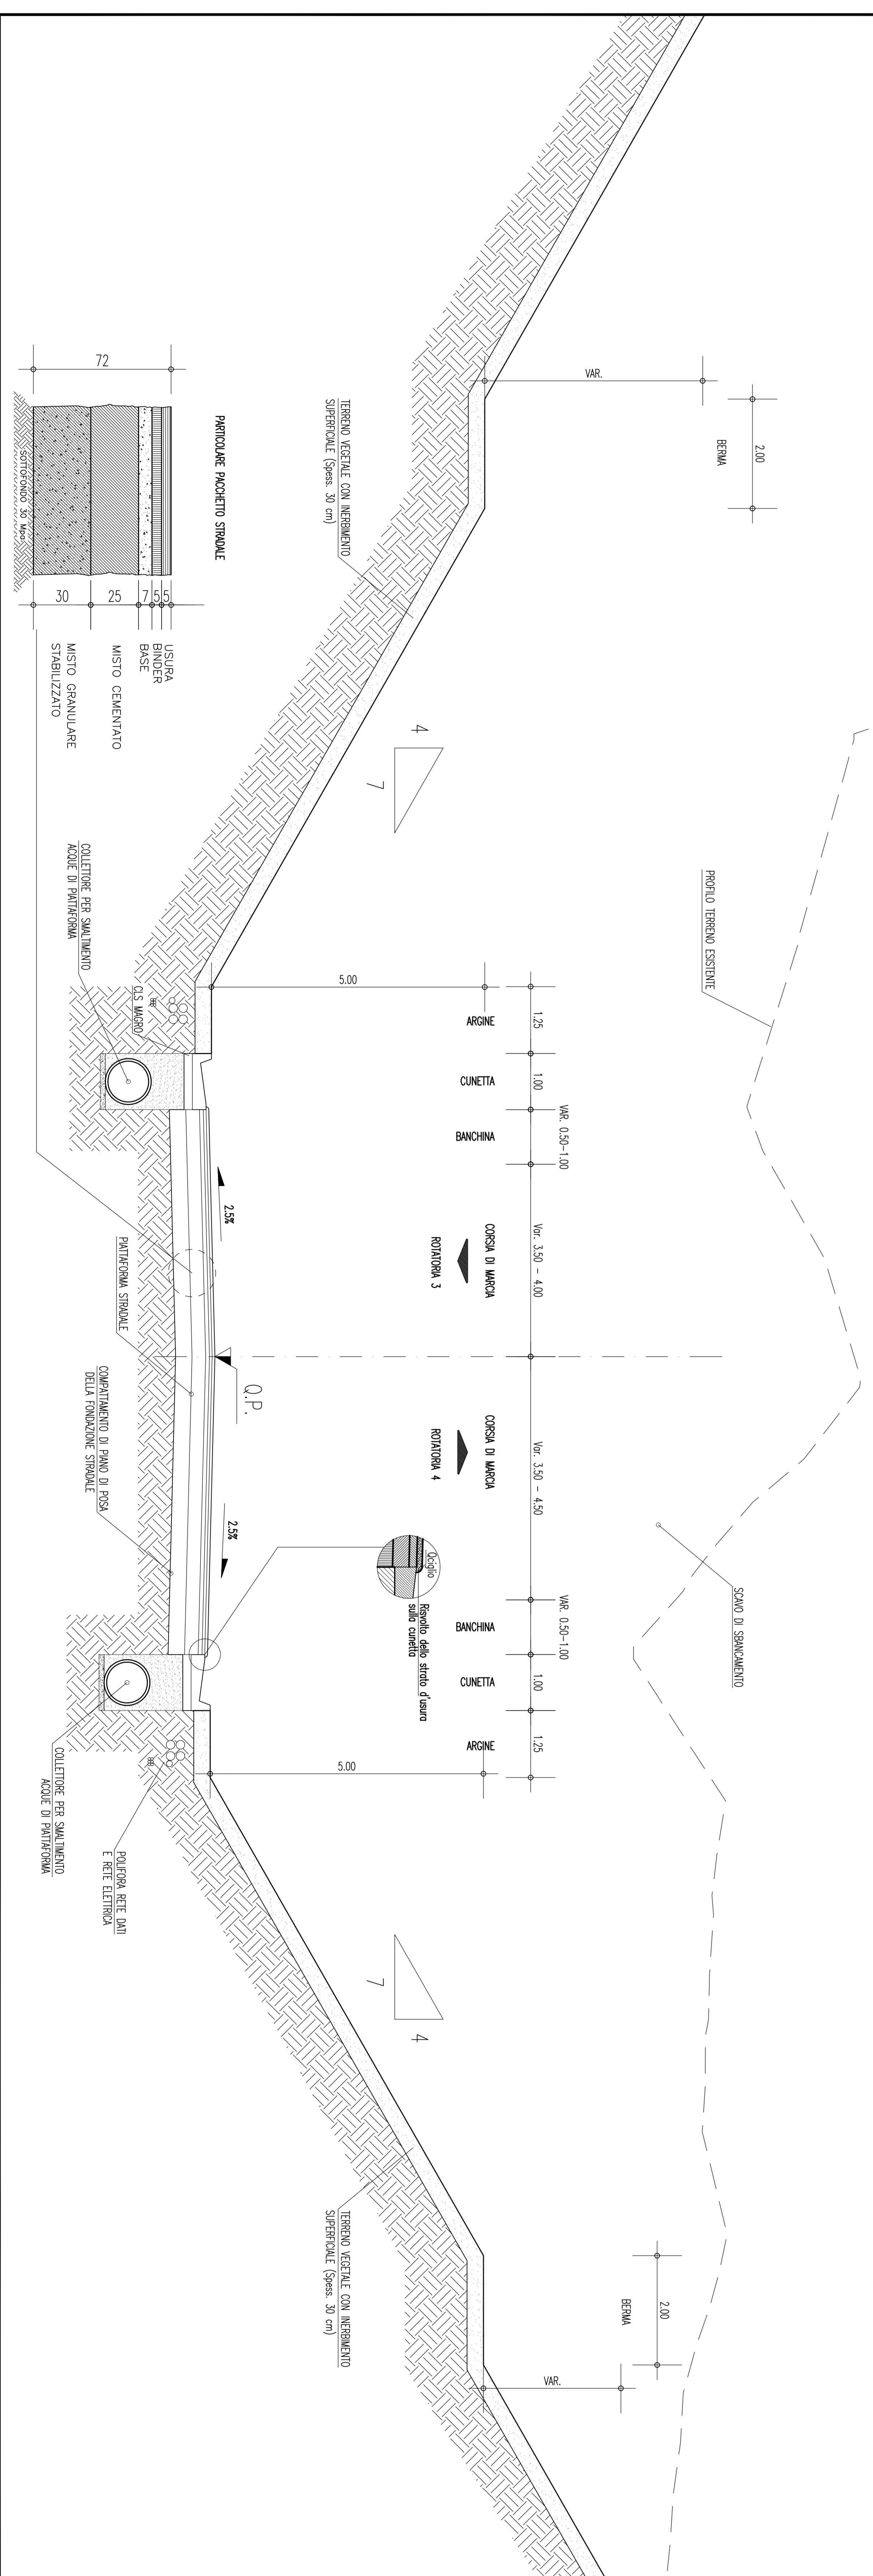 2.00
BERMA
VAR.
TERRENO VEGETALE CON INERBIMENTO
SUPERFICIALE (Spess. 30 cm)
4
7
PROFILO TERRENO ESISTENTE
1.25
1.00
VAR. 0.50-1.00
Var. 3.50 - 4.00
Var. 3.50 - 4.50
VAR. 0.50-1.00
1.00
1.25
ARGINE
CUNETTA
BANCHINA
CORSIA DI MARCIA
ROTATORIA 3
CORSIA DI MARCIA
ROTATORIA 4
BANCHINA
CUNETTA
ARGINE
5.00
5.00
SCAVO DI SBANCAMENTO
Qciglio
Risvolto dello strato d'usura
sulla cunetta
2.5%
Q.P.
2.5%
CLS MAGRO
COLLETTORE PER SMALTIMENTO
ACQUE DI PIATTAFORMA
PIATTAFORMA STRADALE
COMPATTAMENTO DI PIANO DI POSA
DELLA FONDAZIONE STRADALE
COLLETTORE PER SMALTIMENTO
ACQUE DI PIATTAFORMA
POLIFORA RETE DATI
E RETE ELETTRICA
7
4
TERRENO VEGETALE CON INERBIMENTO
SUPERFICIALE (Spess. 30 cm)
2.00
BERMA
VAR.
PARTICOLARE PACCHETTO STRADALE
72
SOTTOFONDO 30 Mpa
5
5
7
25
30
USURA
BINDER
BASE
MISTO CEMENTATO
MISTO GRANULARE
STABILIZZATO